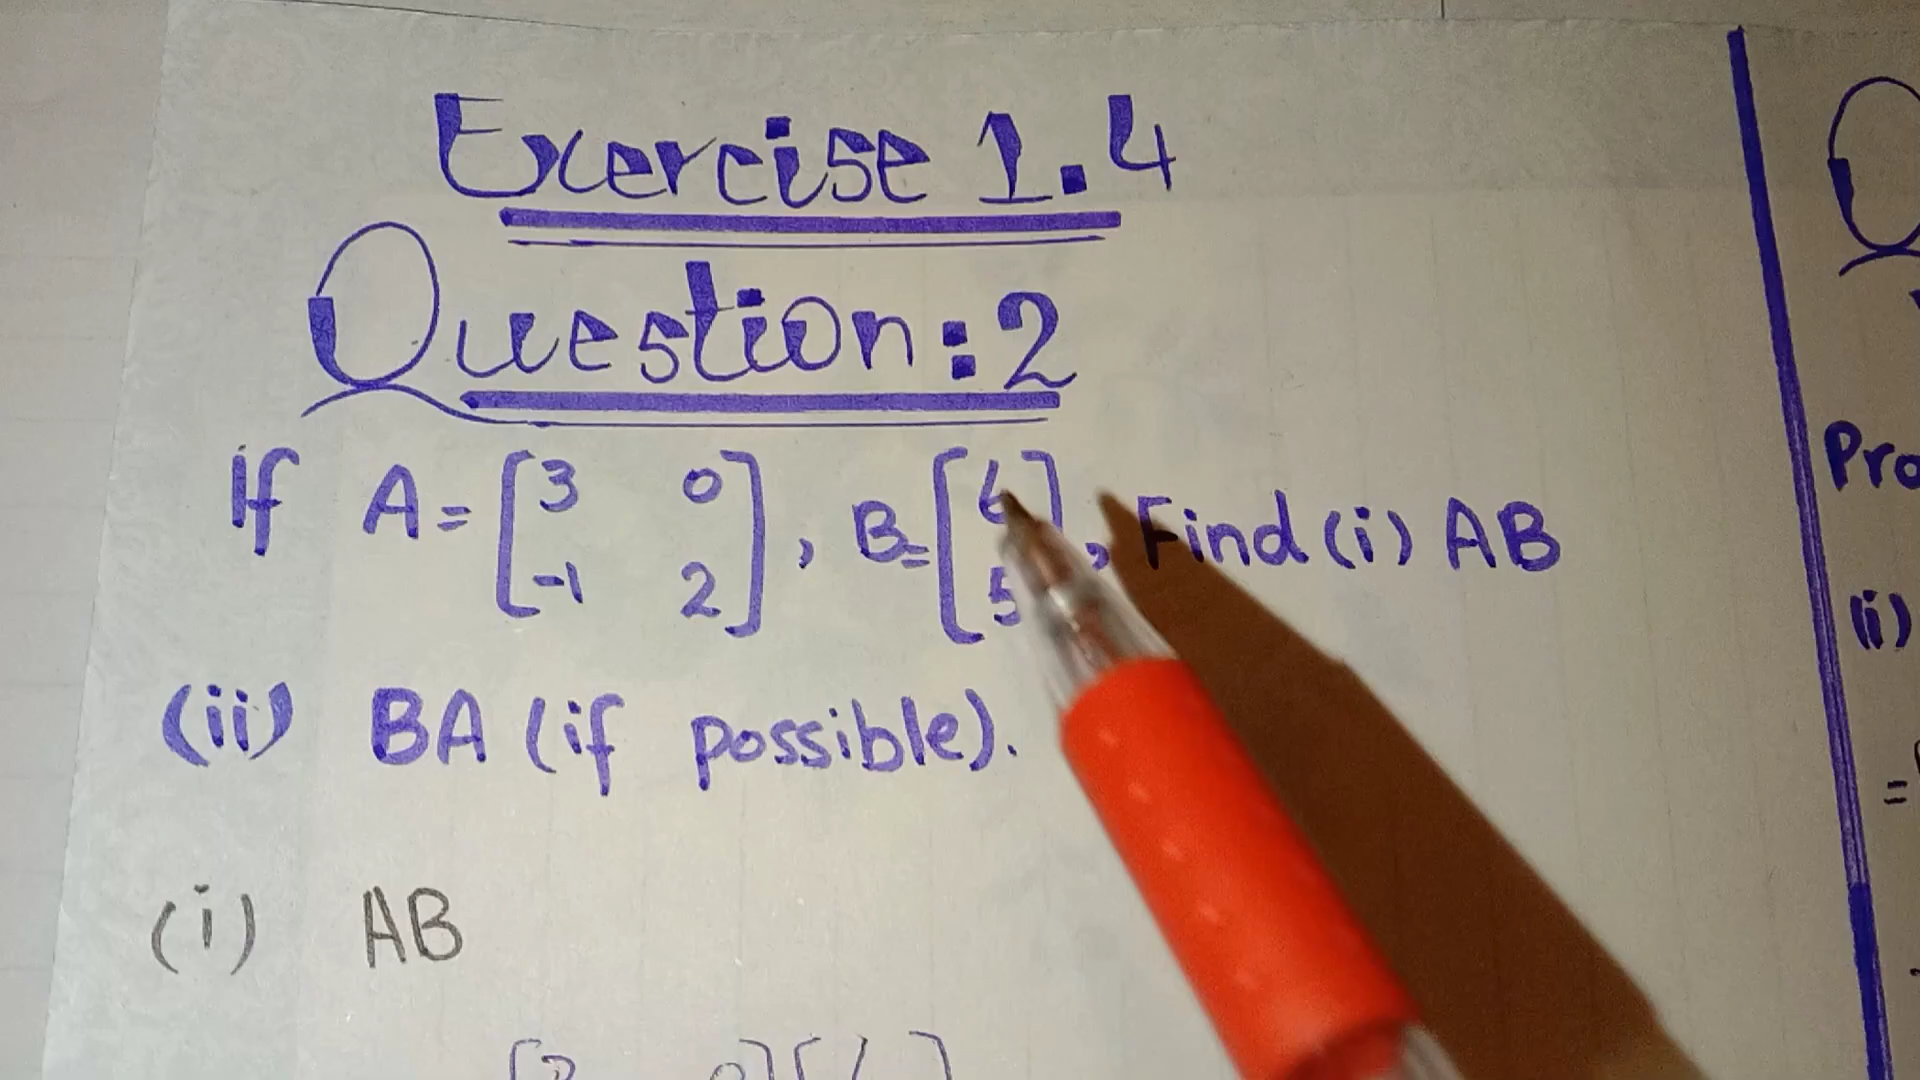 Exercise 1.4
Question:2
If A = [3 0 , B = [6 , Find (i) AB
-1 2] 5]
(ii) BA (if possible).
(i) AB
Pro
(i)
=